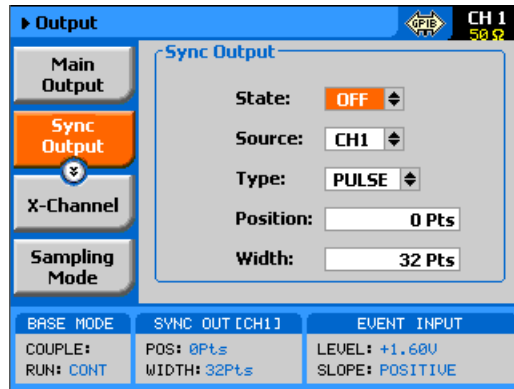 Output
GPIB
CH 1
50 Ω
Main
Output
Sync
Output
X-Channel
Sampling
Mode
Sync Output
State: OFF
Source: CH1
Type: PULSE
Position: 0 Pts
Width: 32 Pts
BASE MODE
COUPLE:
RUN: CONT
SYNC OUT [CH1]
POS: 0Pts
WIDTH: 32Pts
EVENT INPUT
LEVEL: +1.60V
SLOPE: POSITIVE